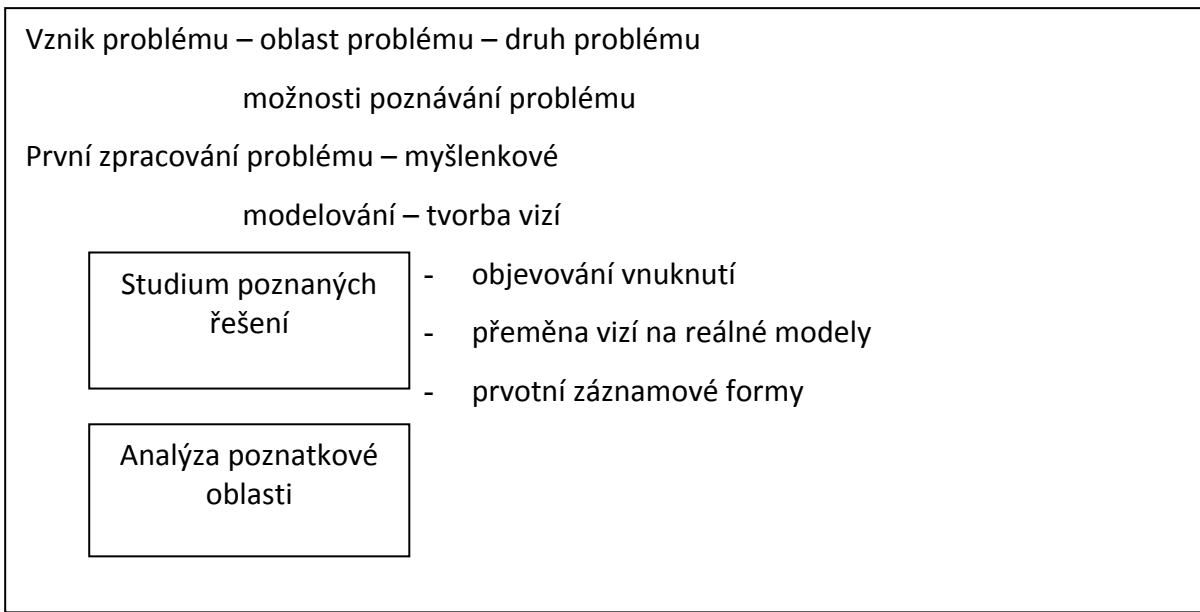 Vznik problému – oblast problému – druh problému
možnosti poznávání problému
První zpracování problému – myšlenkové
modelování – tvorba vizí
Studium poznaných
řešení
- objevování vnuknutí
- přeměna vizí na reálné modely
- prvotní záznamové formy
Analýza poznatkové
oblasti